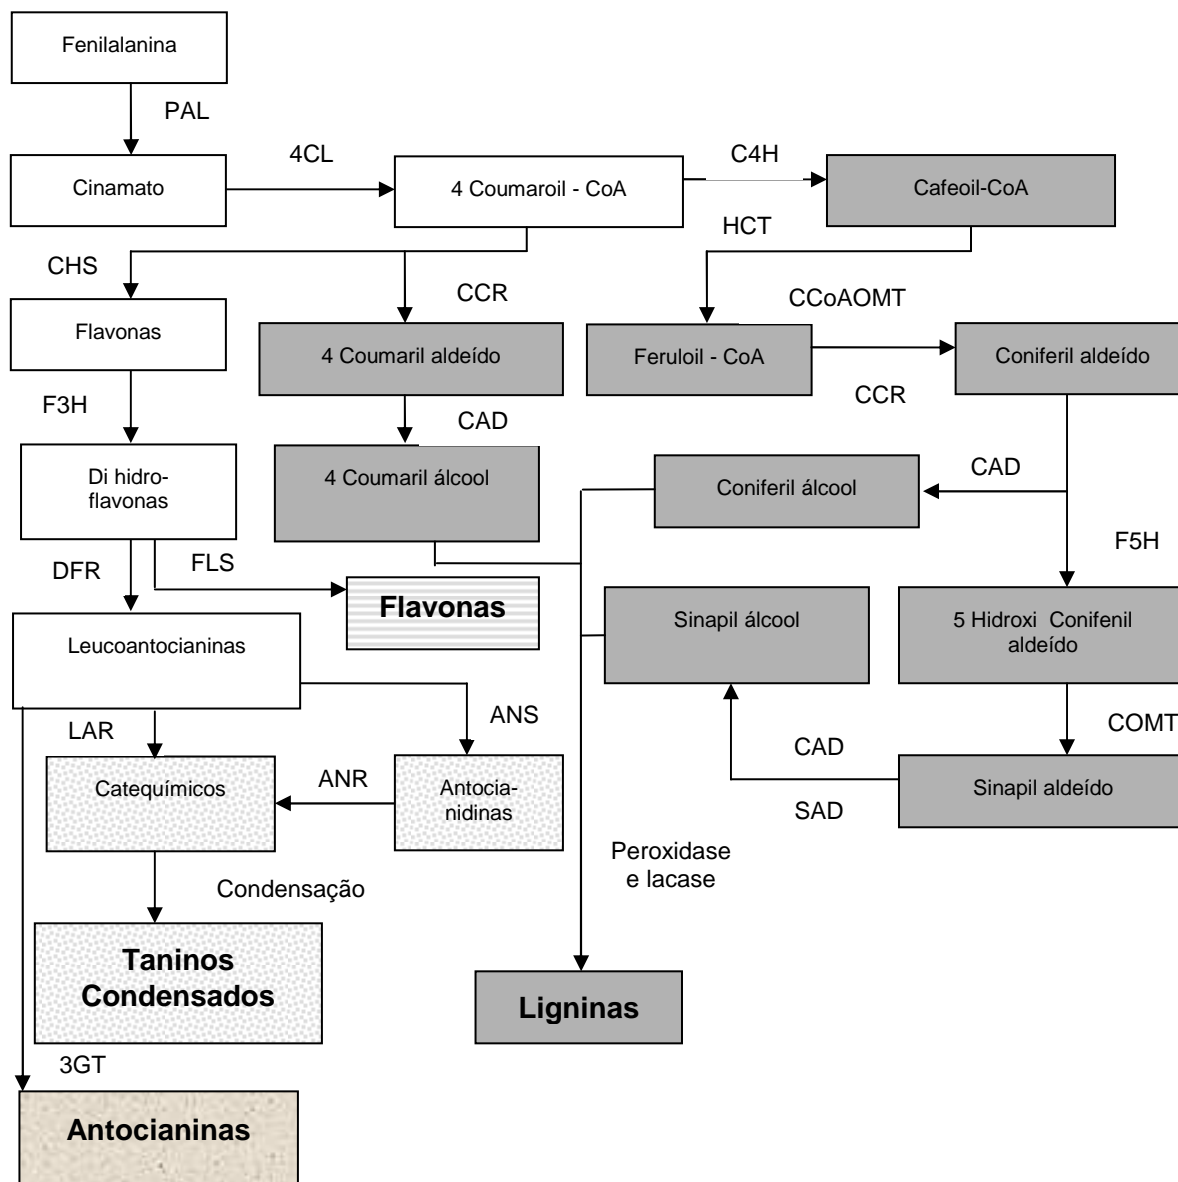 Fenilalanina
PAL
4CL
C4H
Cinamato
4 Coumaroil - CoA
Cafeoil-CoA
HCT
CHS
CCR
CCoAOMT
Flavonas
4 Coumaril aldeído
Feruloil - CoA
Coniferil aldeído
F3H
CAD
CCR
Di hidro-
flavonas
4 Coumaril álcool
Coniferil álcool
CAD
F5H
DFR
FLS
Flavonas
Sinapil álcool
5 Hidroxi Conifenil
aldeído
Leucoantocianinas
LAR
ANS
COMT
CAD
Catequímicos
ANR
Antocia-
nidinas
Sinapil aldeído
SAD
Peroxidase
e lacase
Condensação
Taninos
Condensados
Ligninas
3GT
Antocianinas